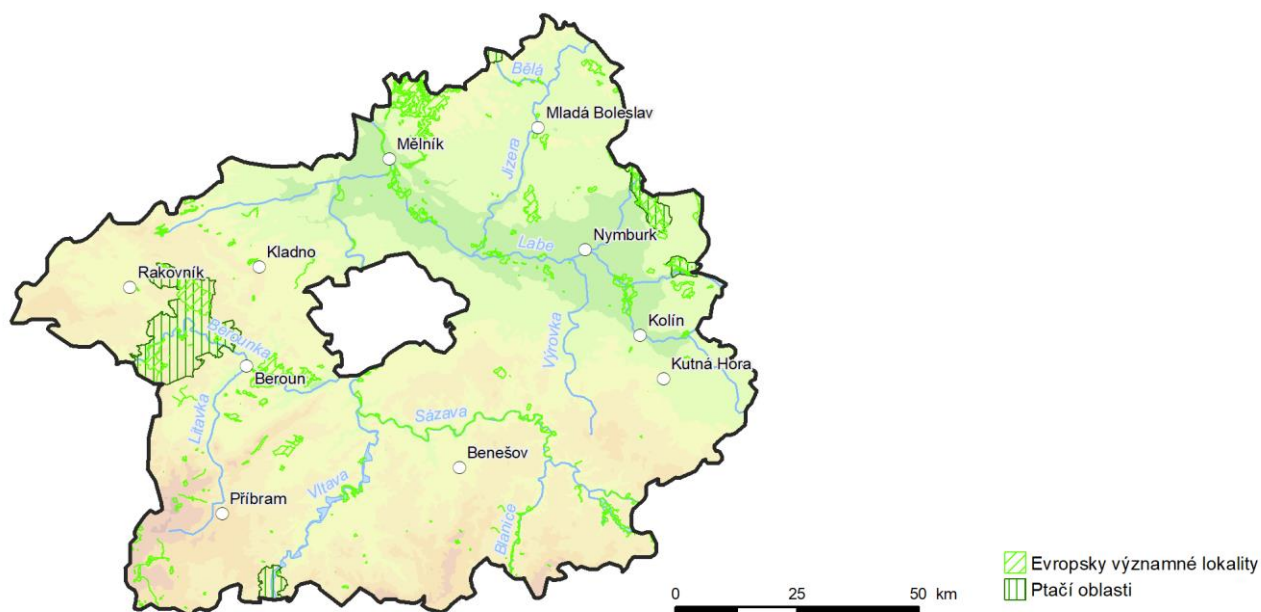 Bělá
Mladá Boleslav
Mělník
Jizera
Nymburk
Labe
Kladno
Rakovník
Kolín
Berounka
Výrovka
Kutná Hora
Beroun
Litavka
Sázava
Benešov
Vltava
Příbram
Blanice
Evropsky významné lokality
Ptačí oblasti
0 25 50 km